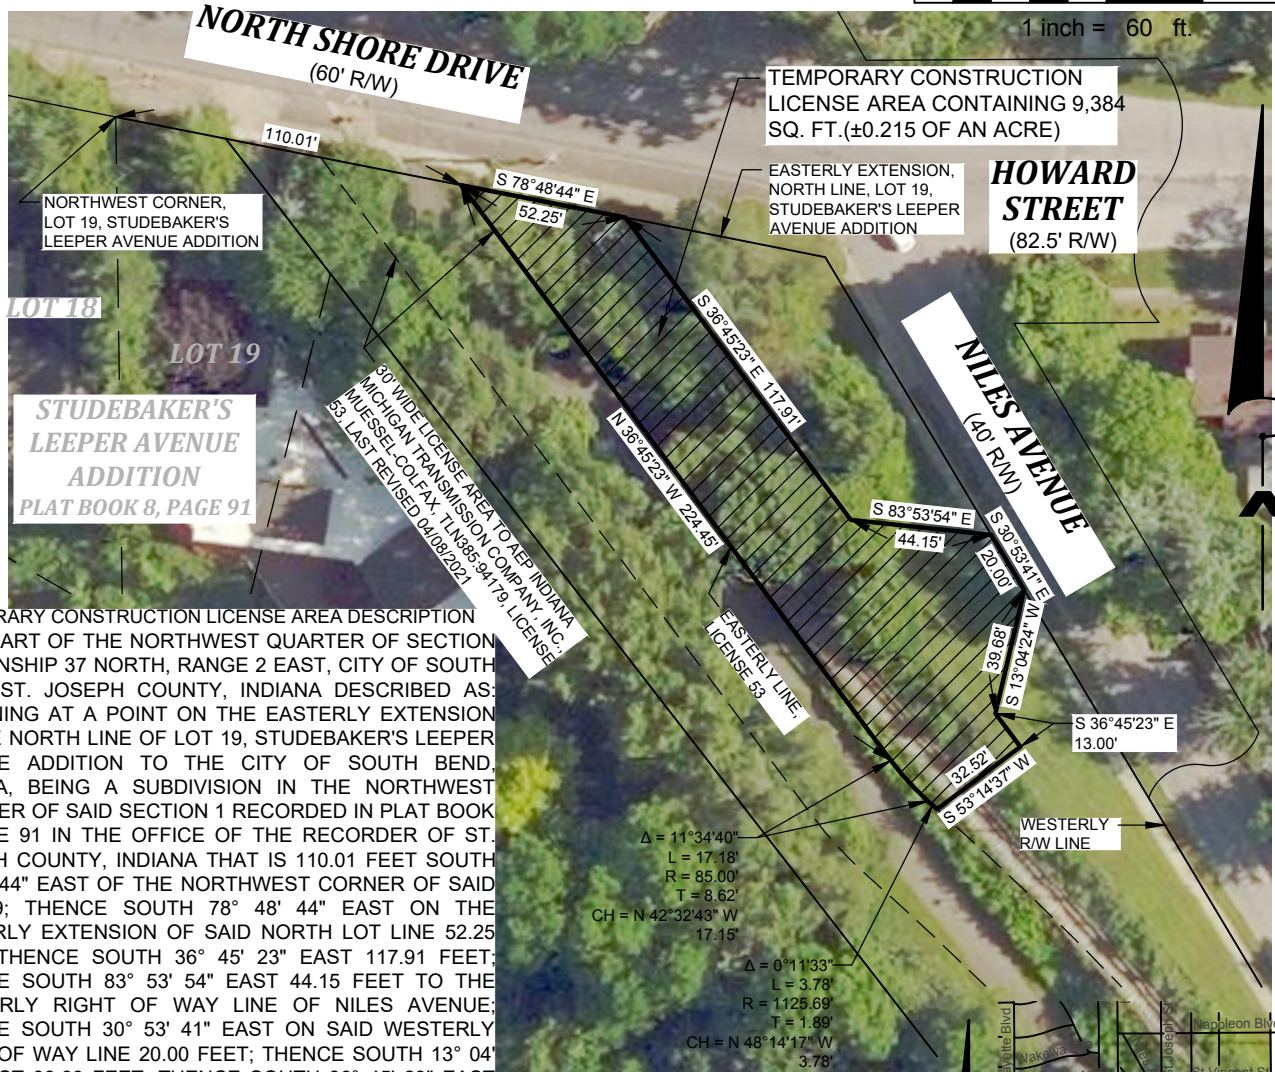 1 inch = 60 ft.
NORTH SHORE DRIVE
(60' R/W)
TEMPORARY CONSTRUCTION
LICENSE AREA CONTAINING 9,384
SQ. FT.(±0.215 OF AN ACRE)
110.01'
EASTERLY EXTENSION,
NORTH LINE, LOT 19,
STUDEBAKER'S LEEPER
AVENUE ADDITION
HOWARD
STREET
(82.5' R/W)
S 78°48'44" E
52.25'
NORTHWEST CORNER,
LOT 19, STUDEBAKER'S
LEEPER AVENUE ADDITION
LOT 18
LOT 19
S 36°45'23" E 117.91'
NILES AVENUE
(40' R/W)
STUDEBAKER'S
LEEPER AVENUE
ADDITION
PLAT BOOK 8, PAGE 91
30' WIDE LICENSE AREA TO AEP INDIANA
MICHIGAN TRANSMISSION COMPANY, INC.,
MUESSEL-COLFAX, TLN385:94179, LICENSE
53, LAST REVISED 04/08/2021
N 36°45'23" W 224.45'
S 83°53'54" E
44.15'
S 30°53'41" E
20.00'
39.68'
S 13°04'24" W
EASTERLY LINE,
LICENSE 53
S 36°45'23" E
13.00'
32.52'
S 53°14'37" W
WESTERLY
R/W LINE
Δ = 11°34'40"
L = 17.18'
R = 85.00'
T = 8.62'
CH = N 42°32'43" W
17.15'
Δ = 0°11'33"
L = 3.78'
R = 1125.69'
T = 1.89'
CH = N 48°14'17" W
3.78'
RARY CONSTRUCTION LICENSE AREA DESCRIPTION
ART OF THE NORTHWEST QUARTER OF SECTION
NSHIP 37 NORTH, RANGE 2 EAST, CITY OF SOUTH
ST. JOSEPH COUNTY, INDIANA DESCRIBED AS:
NING AT A POINT ON THE EASTERLY EXTENSION
E NORTH LINE OF LOT 19, STUDEBAKER'S LEEPER
E ADDITION TO THE CITY OF SOUTH BEND,
A, BEING A SUBDIVISION IN THE NORTHWEST
ER OF SAID SECTION 1 RECORDED IN PLAT BOOK
E 91 IN THE OFFICE OF THE RECORDER OF ST.
H COUNTY, INDIANA THAT IS 110.01 FEET SOUTH
44" EAST OF THE NORTHWEST CORNER OF SAID
9; THENCE SOUTH 78° 48' 44" EAST ON THE
RLY EXTENSION OF SAID NORTH LOT LINE 52.25
THENCE SOUTH 36° 45' 23" EAST 117.91 FEET;
E SOUTH 83° 53' 54" EAST 44.15 FEET TO THE
RLY RIGHT OF WAY LINE OF NILES AVENUE;
E SOUTH 30° 53' 41" EAST ON SAID WESTERLY
OF WAY LINE 20.00 FEET; THENCE SOUTH 13° 04'
Napoleon Blv
ayette Blvd
Wakewa
St Joseph St
Niles
St Vincent St